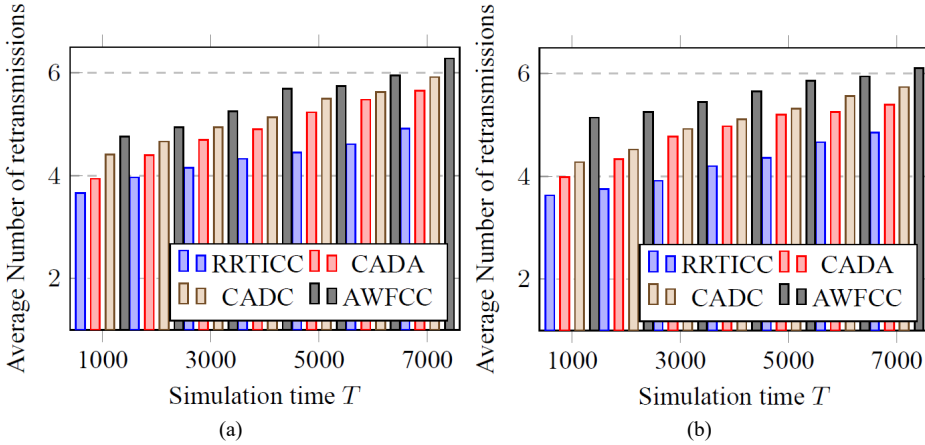 Average Number of retransmissions
6
4
2
RRTICC CADA
CADC AWFCC
1000 3000 5000 7000
Simulation time T
(a)
Average Number of retransmissions
6
4
2
RRTICC CADA
CADC AWFCC
1000 3000 5000 7000
Simulation time T
(b)